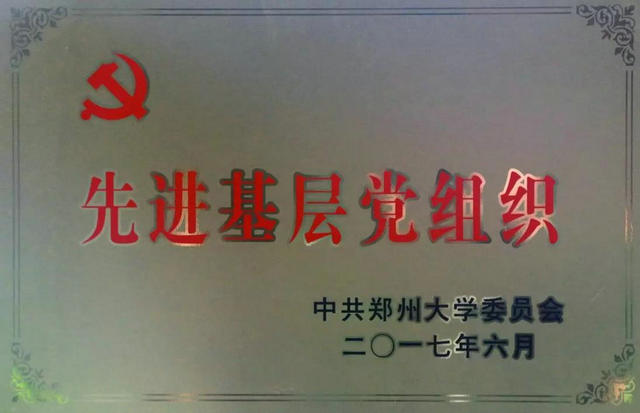 先进基层党组织
中共郑州大学委员会
二〇一七年六月